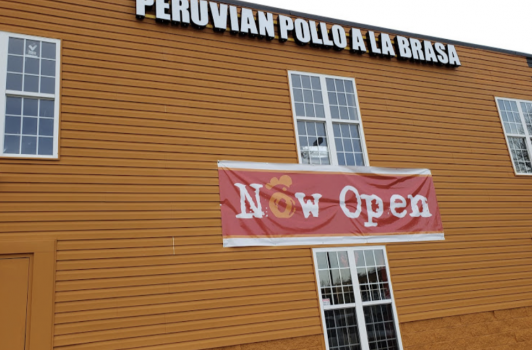 PERUVIAN POLLO A LA BRASA
Now Open